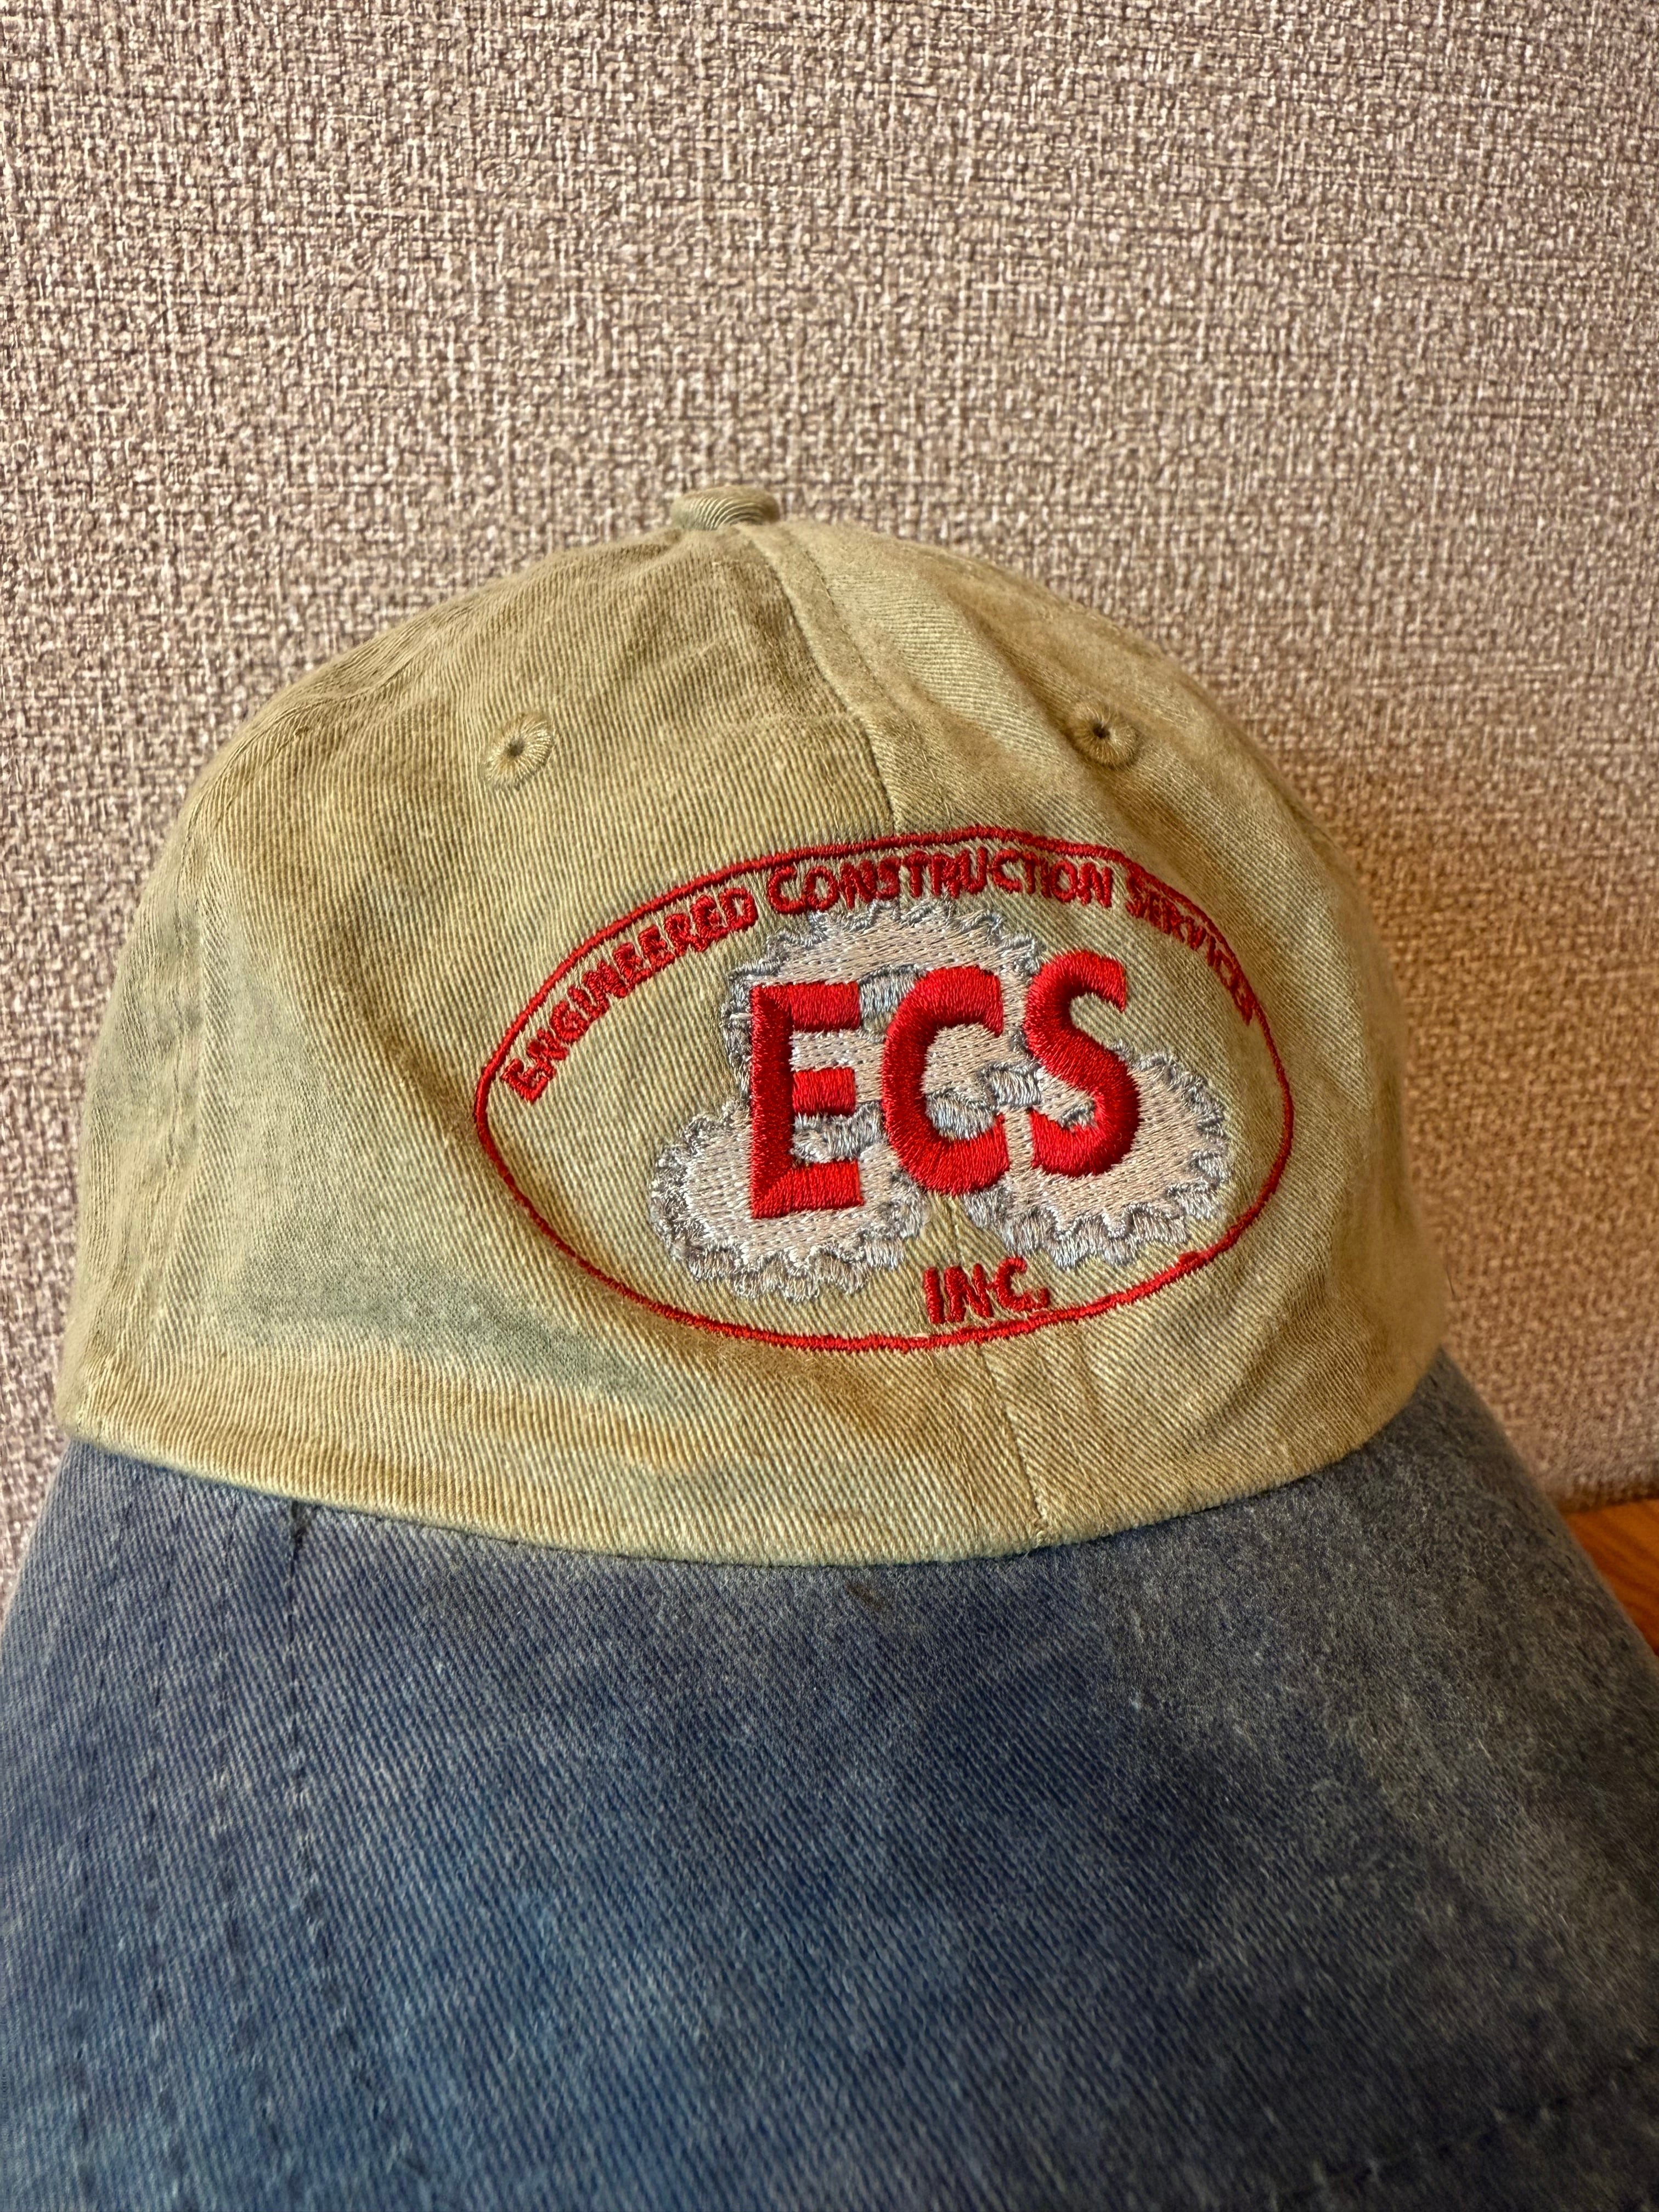 ENGINEERED CONSTRUCTION SERVICES
ECS
INC.